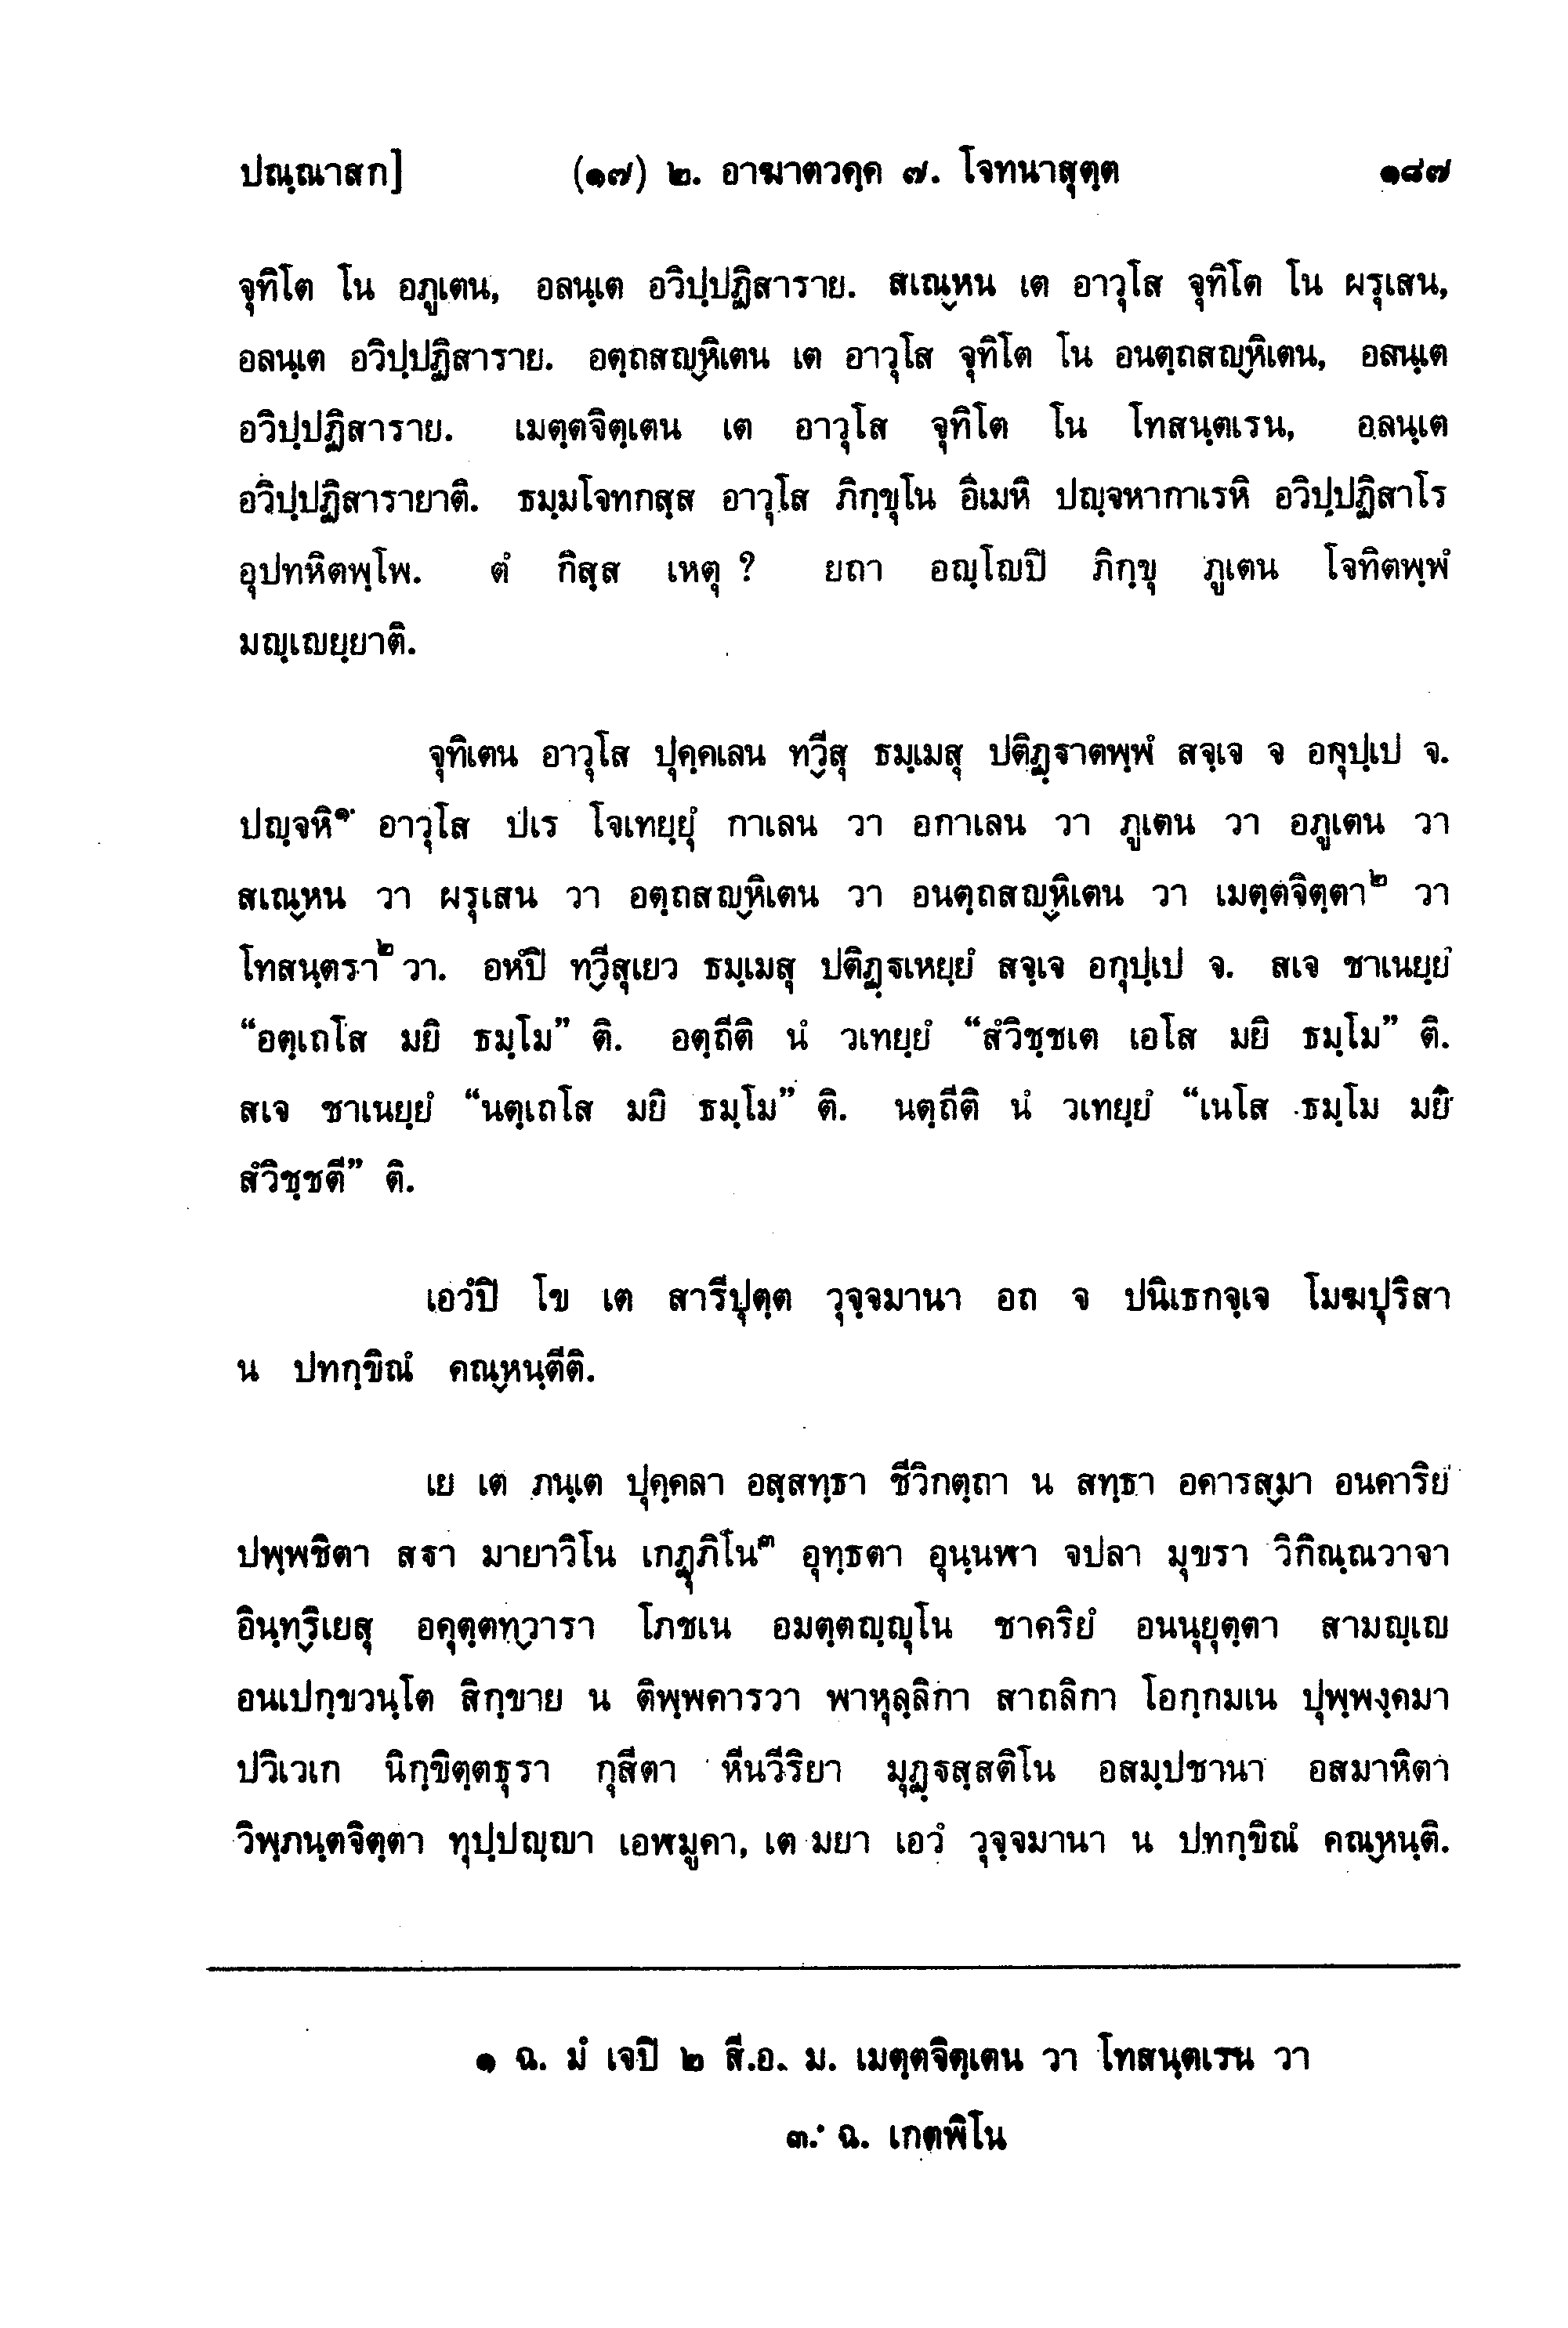 ปณฺณาสก] (๑๗) ๒. อาฆาตวคฺค ๗. โจทนาสุตฺต ๑๘๗
จุทิโต โน อภูเตน, อลนฺเต อวิปฺปฏิสาราย. สเณฺหน เต อาวุโส จุทิโต โน ผรุเสน,
อลนฺเต อวิปฺปฏิสาราย. อตฺถสญฺหิเตน เต อาวุโส จุทิโต โน อนตฺถสญฺหิเตน, อลนฺเต
อวิปฺปฏิสาราย. เมตฺตจิตฺเตน เต อาวุโส จุทิโต โน โทสนฺตเรน, อลนฺเต
อวิปฺปฏิสารายาติ. ธมฺมโจทกสฺส อาวุโส ภิกฺขุโน อิเมหิ ปญฺจหากาเรหิ อวิปฺปฏิสาโร
อุปทหิตพฺโพ. ตํ กิสฺส เหตุ ? ยถา อญฺโญปิ ภิกฺขุ ภูเตน โจทิตพฺพํ
มญฺเญยฺยาติ.
จุทิเตน อาวุโส ปุคฺคเลน ทฺวีสุ ธมฺเมสุ ปติฏฺฐาตพฺพํ สจฺเจ จ อกุปฺเป จ.
ปญฺจหิ๑ อาวุโส ปเร โจเทยฺยุํ กาเลน วา อกาเลน วา ภูเตน วา อภูเตน วา
สเณฺหน วา ผรุเสน วา อตฺถสญฺหิเตน วา อนตฺถสญฺหิเตน วา เมตฺตจิตฺตา๒ วา
โทสนฺตรา๒ วา. อหํปิ ทฺวีสุเยว ธมฺเมสุ ปติฏฺฐเหยฺยํ สจฺเจ อกุปฺเป จ. สเจ ชาเนยฺยํ
“อตฺเถโส มยิ ธมฺโม” ติ. อตฺถีติ นํ วเทยฺยํ “สํวิชฺชเต เอโส มยิ ธมฺโม” ติ.
สเจ ชาเนยฺยํ “นตฺเถโส มยิ ธมฺโม” ติ. นตฺถีติ นํ วเทยฺยํ “เนโส ธมฺโม มยิ
สํวิชฺชตี” ติ.
เอวํปิ โข เต สารีปุตฺต วุจฺจมานา อถ จ ปนิเธกจฺเจ โมฆปุริสา
น ปทกฺขิณํ คณฺหนฺตีติ.
เย เต ภนฺเต ปุคฺคลา อสฺสทฺธา ชีวิกตฺถา น สทฺธา อคารสฺมา อนคาริยํ
ปพฺพชิตา สฐา มายาวิโน เกฏุภิโน๓ อุทฺธตา อุนฺนฬา จปลา มุขรา วิกิณฺณวาจา
อินฺทฺริเยสุ อคุตฺตทฺวารา โภชเน อมตฺตญฺญุโน ชาคริยํ อนนุยุตฺตา สามญฺเญ
อนเปกฺขวนฺโต สิกฺขาย น ติพฺพคารวา พาหุลฺลิกา สาถลิกา โอกฺกมเน ปุพฺพงฺคมา
ปวิเวเก นิกฺขิตฺตธุรา กุสีตา หีนวีริยา มุฏฺฐสฺสติโน อสมฺปชานา อสมาหิตา
วิพฺภนฺตจิตฺตา ทุปฺปญฺญา เอฬมูคา, เต มยา เอวํ วุจฺจมานา น ปทกฺขิณํ คณฺหนฺติ.
๑ ฉ. มํ เจปิ ๒ สี.อ. ม. เมตฺตจิตฺเตน วา โทสนฺตเรน วา
๓. ฉ. เกตพิโน